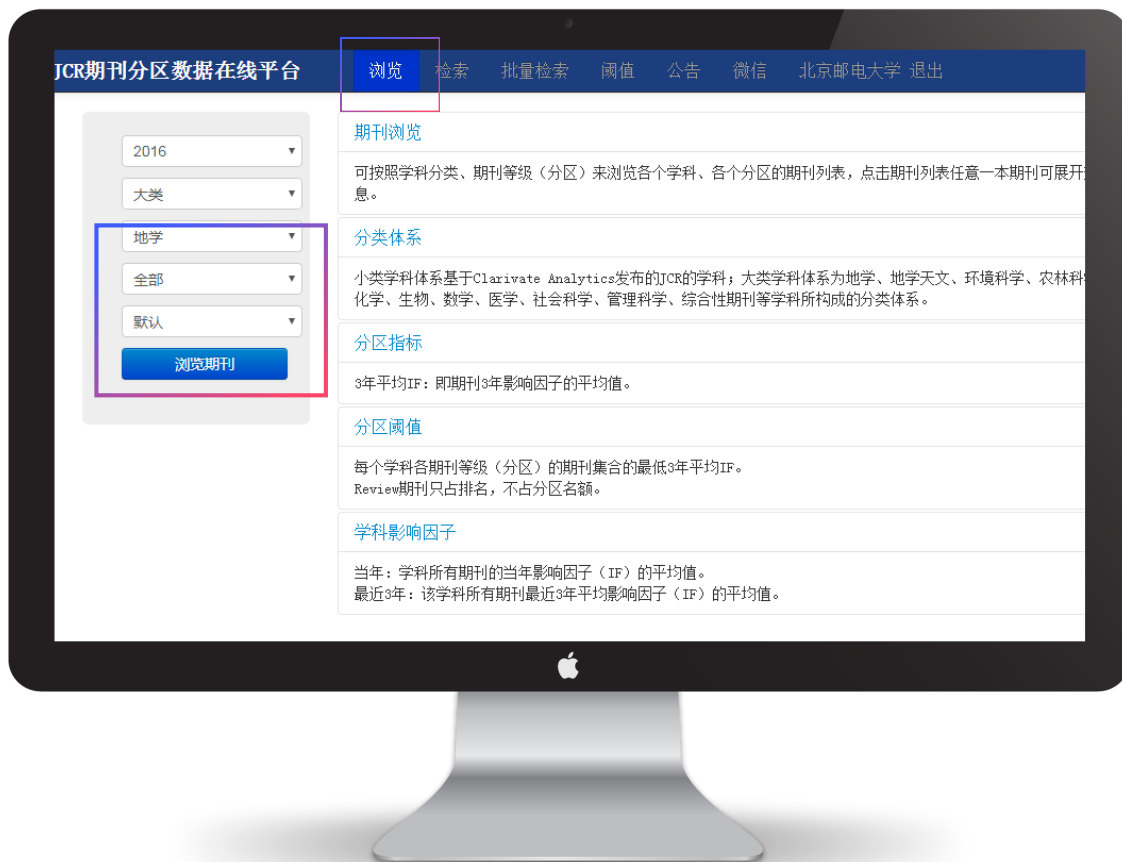 JCR期刊分区数据在线平台 浏览 检索 批量检索 阈值 公告 微信 北京邮电大学 退出
2016
大类
地学
全部
默认
浏览期刊
期刊浏览
可按照学科分类、期刊等级（分区）来浏览各个学科、各个分区的期刊列表，点击期刊列表任意一本期刊可展开
息。
分类体系
小类学科体系基于Clarivate Analytics发布的JCR的学科；大类学科体系为地学、地学天文、环境科学、农林科
化学、生物、数学、医学、社会科学、管理科学、综合性期刊等学科所构成的分类体系。
分区指标
3年平均IF：即期刊3年影响因子的平均值。
分区阈值
每个学科各期刊等级（分区）的期刊集合的最低3年平均IF。
Review期刊只占排名，不占分区名额。
学科影响因子
当年：学科所有期刊的当年影响因子（IF）的平均值。
最近3年：该学科所有期刊最近3年平均影响因子（IF）的平均值。